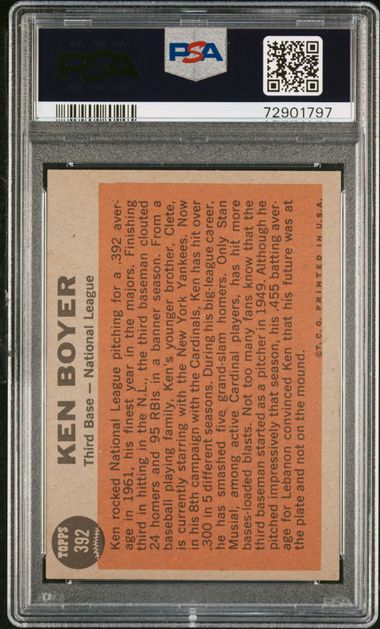 PSA
PSA
72901797
TOPPS
392
KEN BOYER
Third Base — National League
Ken rocked National League pitching for a .392 aver-
age in 1961, his finest year in the majors. Finishing
third in hitting in the N.L., the third baseman clouted
24 homers and 95 RBIs in a banner season. From a
baseball playing family, Ken's younger brother, Clete,
is currently starring with the New York Yankees. Now
in his 8th campaign with the Cardinals, Ken has hit over
.300 in 5 different seasons. During his big-league career,
he has smashed five grand-slam homers. Only Stan
Musial, among active Cardinal players, has hit more
bases-loaded blasts. Not too many fans know that the
third baseman started as a pitcher in 1949. Although he
pitched impressively that season, his .455 batting aver-
age for Lebanon convinced Ken that his future was at
the plate and not on the mound.
©T.C.G. PRINTED IN U.S.A.